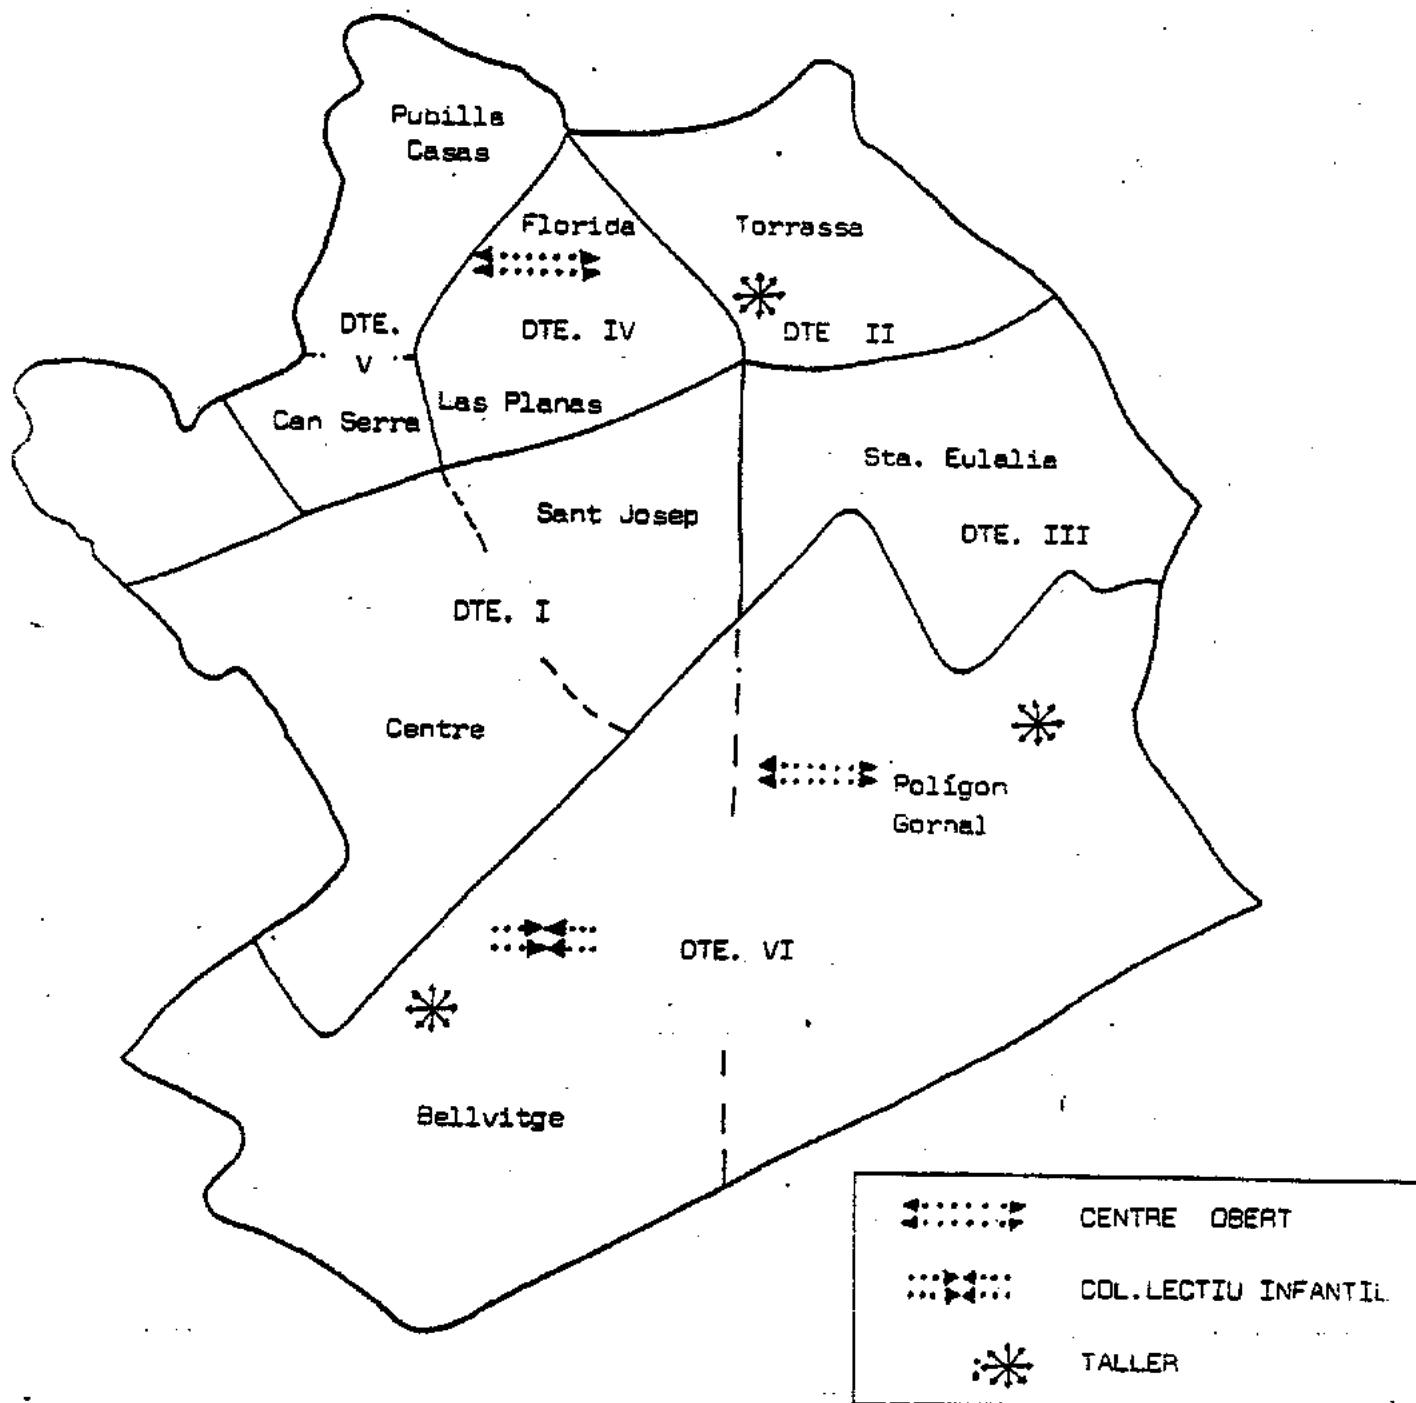 Pubilla
Casas
Florida
Torrassa
DTE.
V
DTE. IV
DTE II
Can Serra
Las Planas
Sta. Eulalia
Sant Josep
DTE. III
DTE. I
Centre
Polígon
Gornal
DTE. VI
Bellvitge
CENTRE OBERT
COL.LECTIU INFANTIL
TALLER